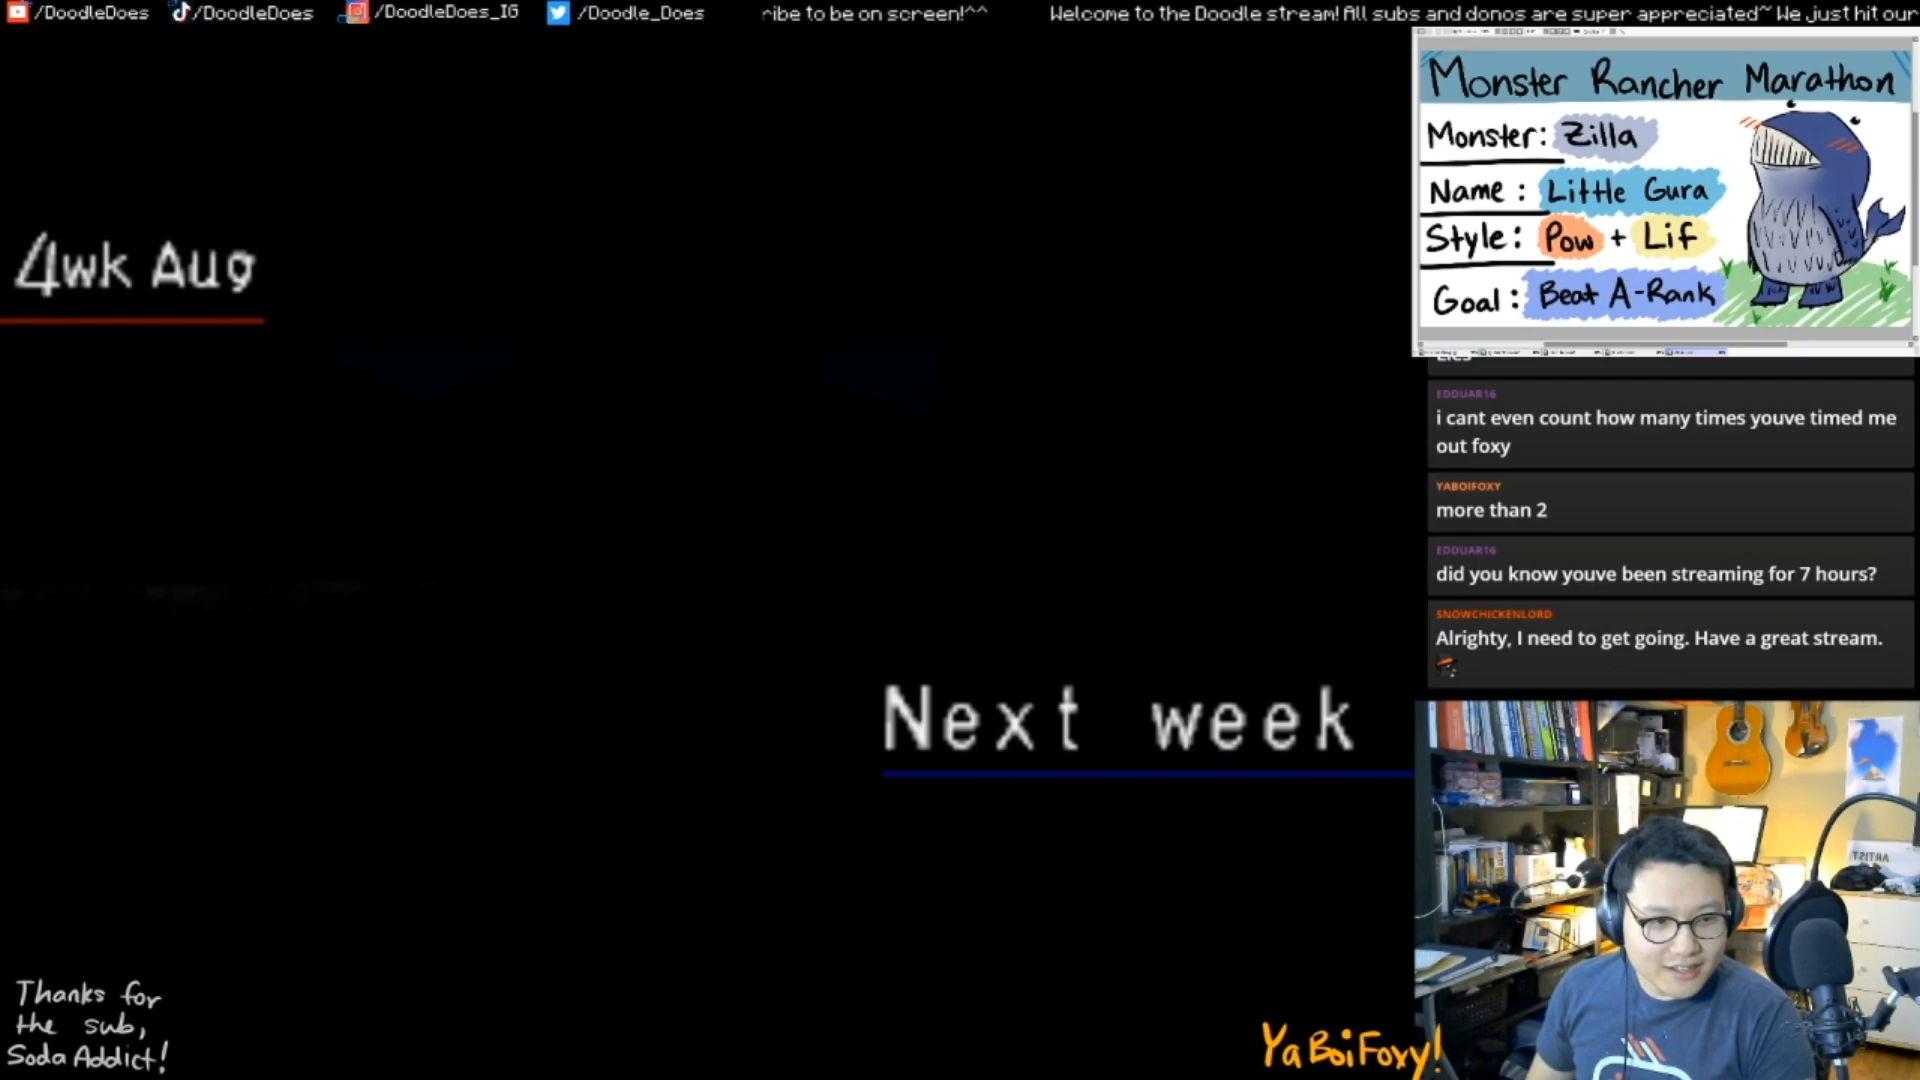 /DoodleDoes /DoodleDoes /DoodleDoes_IG /Doodle_Does ribe to be on screen!^^ Welcome to the Doodle stream! All subs and donos are super appreciated~ We just hit our
Monster Rancher Marathon
Monster: Zilla
Name: Little Gura
Style: Pow + Lif
Goal: Beat A-Rank
4wk Aug
EDDUAR16
i cant even count how many times youve timed me
out foxy
YABOIFOXY
more than 2
EDDUAR16
did you know youve been streaming for 7 hours?
SNOWCHICKENLORD
Alrighty, I need to get going. Have a great stream.
Next week
ARTIST
Thanks for
the sub,
Soda Addict!
YaBoiFoxy!